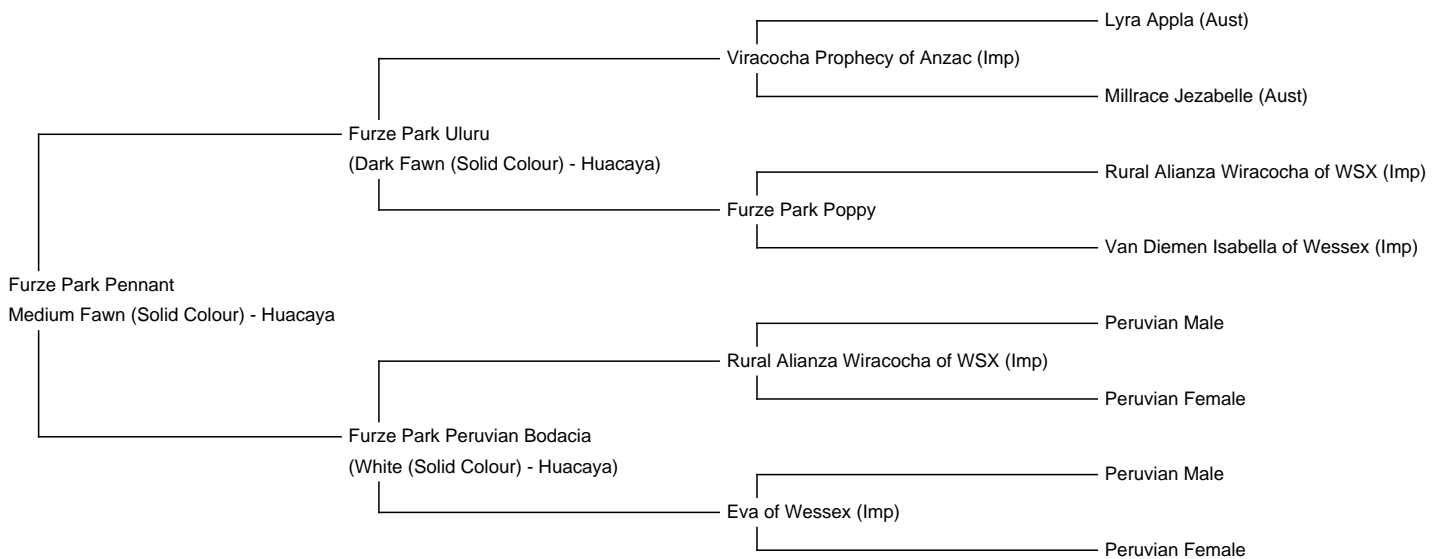 Lyra Appla (Aust)
Viracocha Prophecy of Anzac (Imp)
Millrace Jezabelle (Aust)
Furze Park Uluru
(Dark Fawn (Solid Colour) - Huacaya)
Rural Alianza Wiracocha of WSX (Imp)
Furze Park Poppy
Van Diemen Isabella of Wessex (Imp)
Furze Park Pennant
Medium Fawn (Solid Colour) - Huacaya
Peruvian Male
Rural Alianza Wiracocha of WSX (Imp)
Peruvian Female
Furze Park Peruvian Bodacia
(White (Solid Colour) - Huacaya)
Peruvian Male
Eva of Wessex (Imp)
Peruvian Female